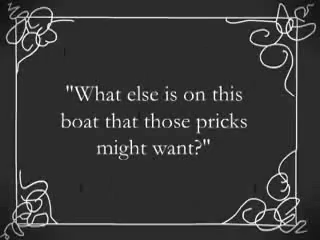 "What else is on this
boat that those pricks
might want?"